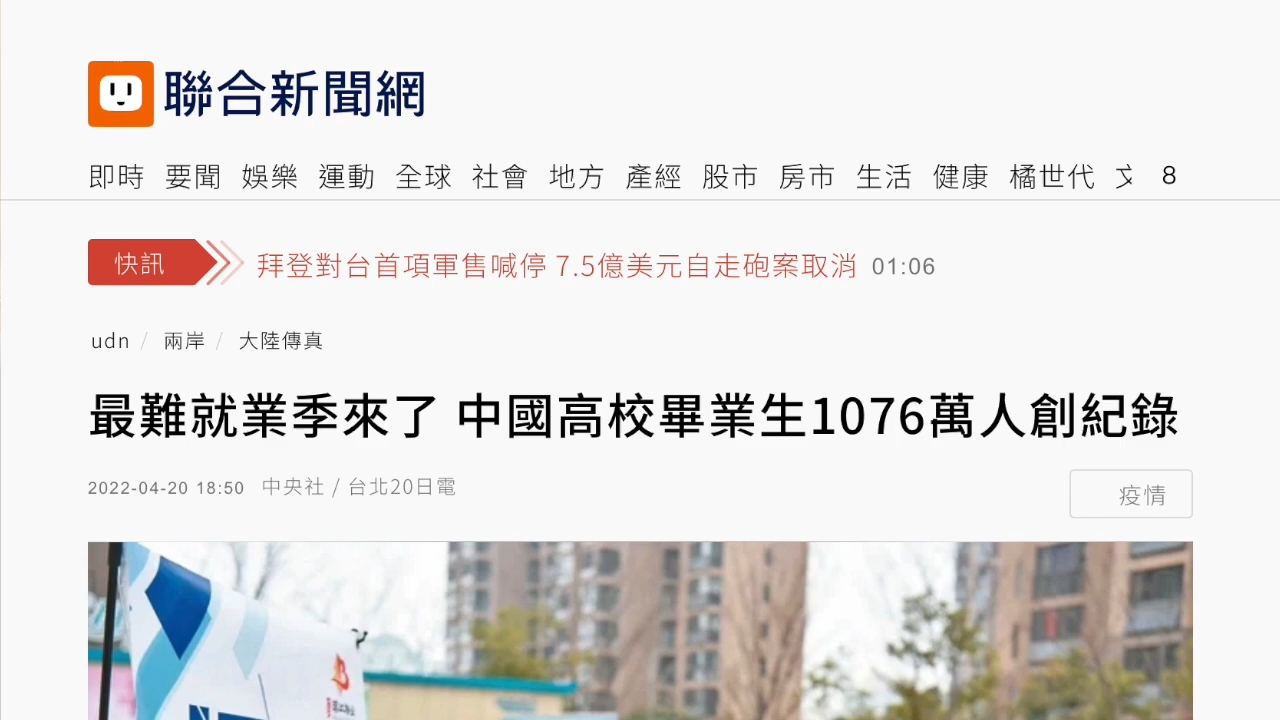 聯合新聞網
即時 要聞 娛樂 運動 全球 社會 地方 產經 股市 房市 生活 健康 橘世代 文 8
快訊 拜登對台首項軍售喊停 7.5億美元自走砲案取消 01:06
udn / 兩岸 / 大陸傳真
最難就業季來了 中國高校畢業生1076萬人創紀錄
2022-04-20 18:50 中央社 / 台北20日電
疫情